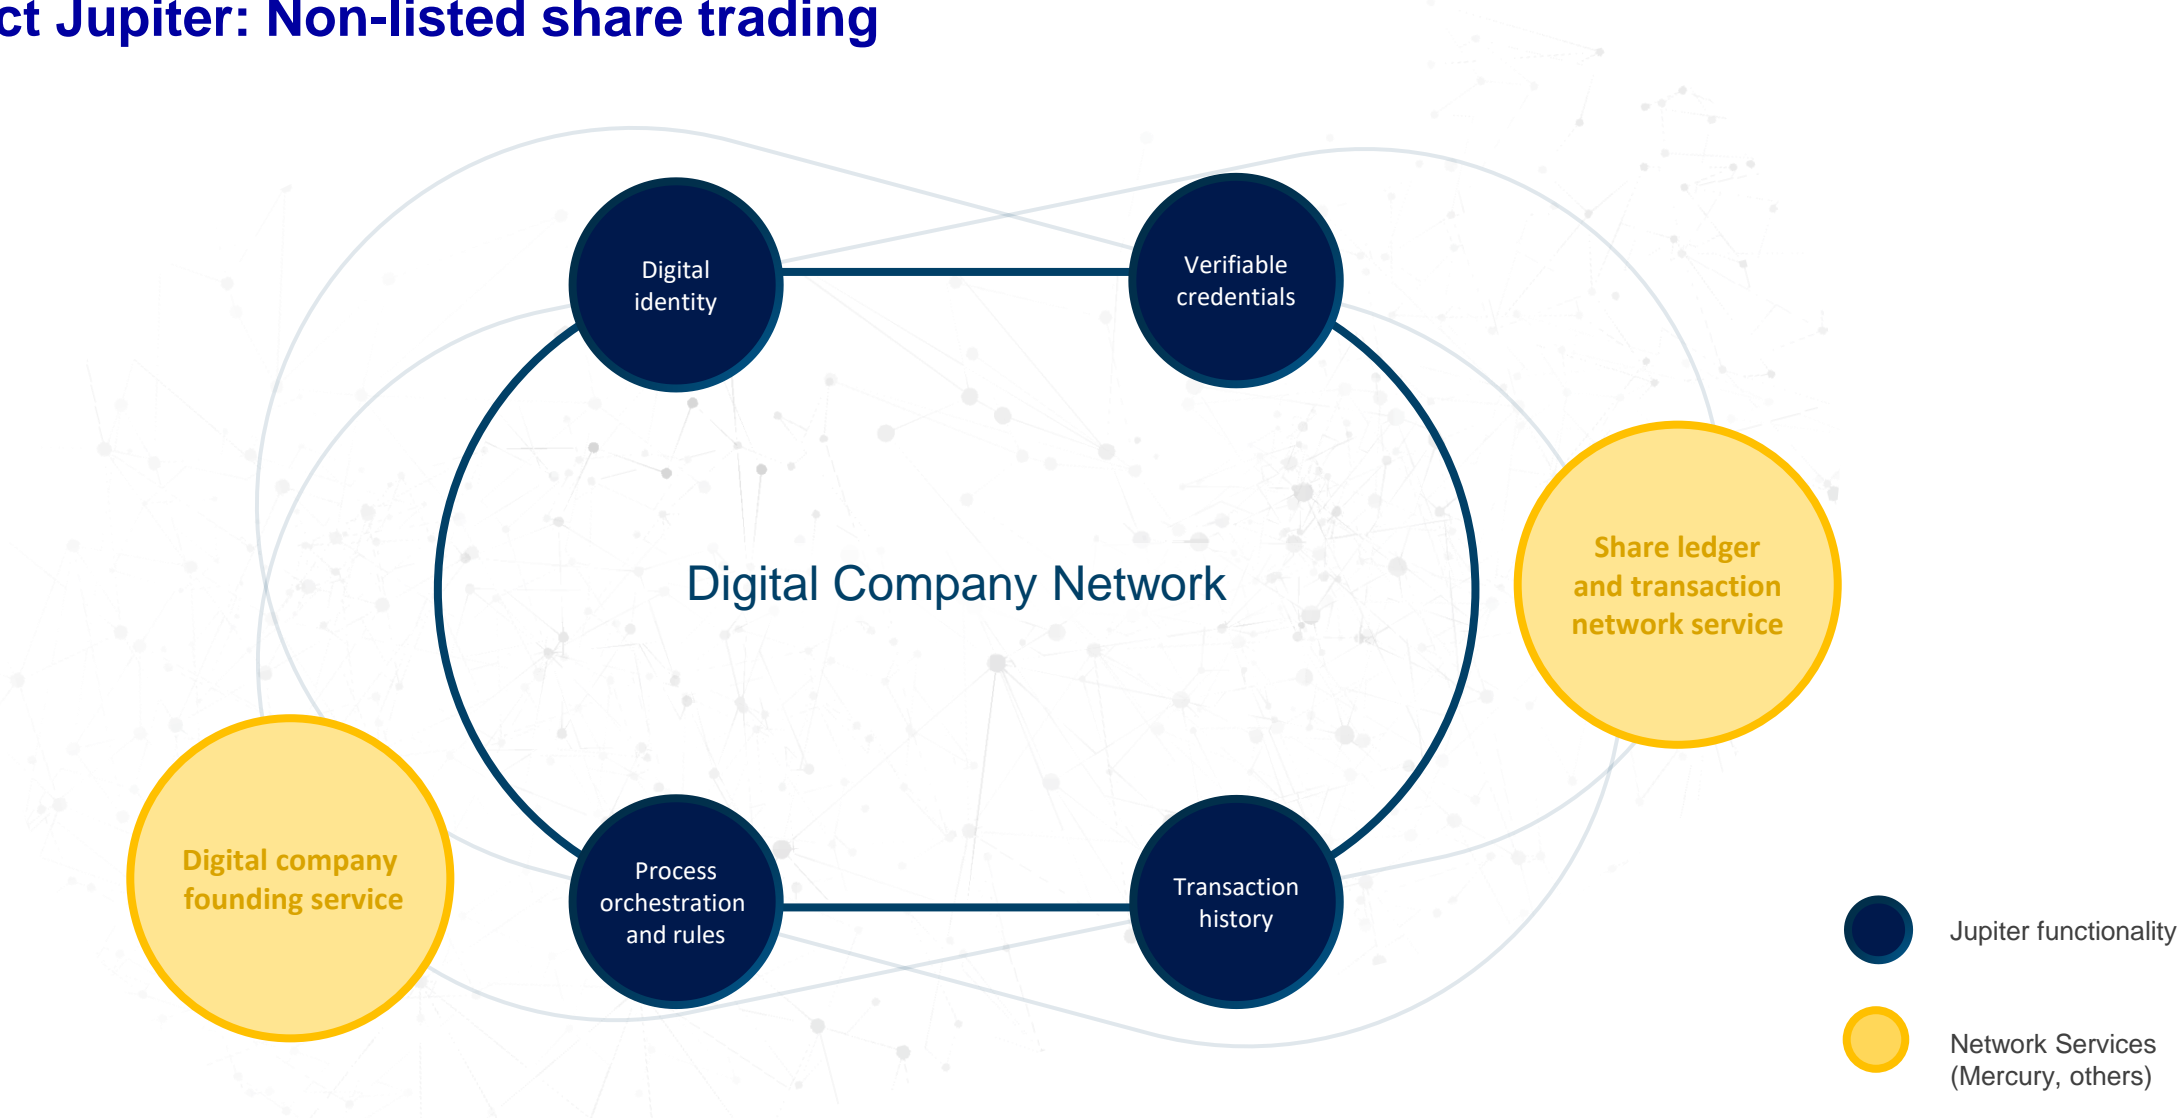 ct Jupiter: Non-listed share trading
Digital
identity
Verifiable
credentials
Share ledger
and transaction
network service
Digital Company Network
Digital company
founding service
Process
orchestration
and rules
Transaction
history
Jupiter functionality
Network Services
(Mercury, others)